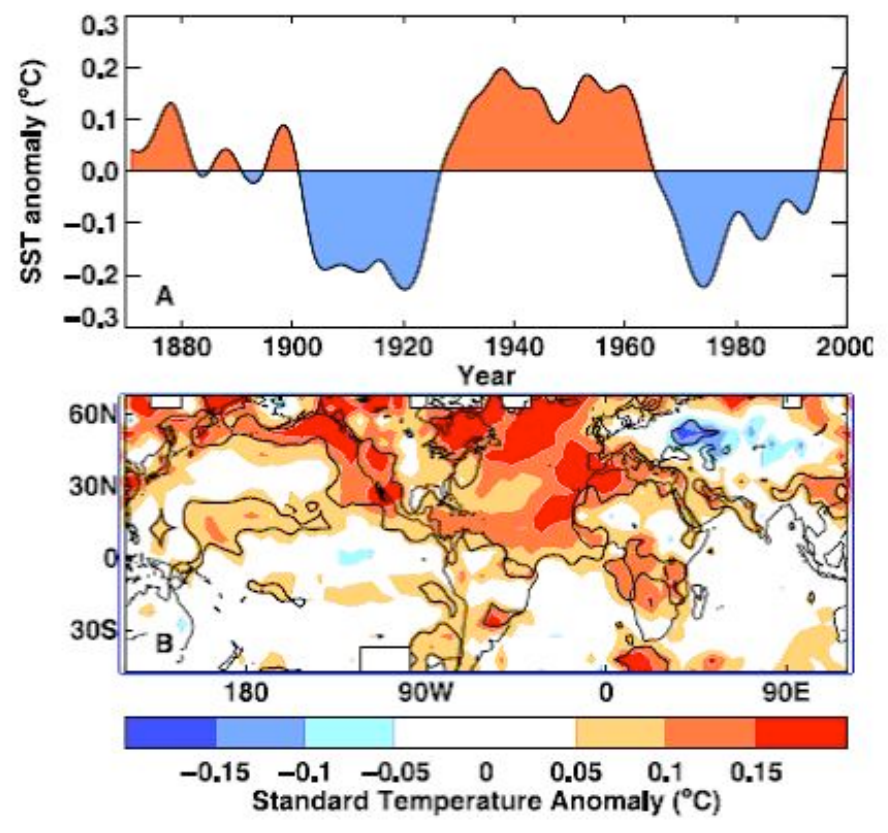 0.3
0.2
0.1
0.0
−0.1
−0.2
−0.3
SST anomaly (°C)
A
1880 1900 1920 1940 1960 1980 2000
Year
60N
30N
0
30S
B
180 90W 0 90E
−0.15 −0.1 −0.05 0 0.05 0.1 0.15
Standard Temperature Anomaly (°C)